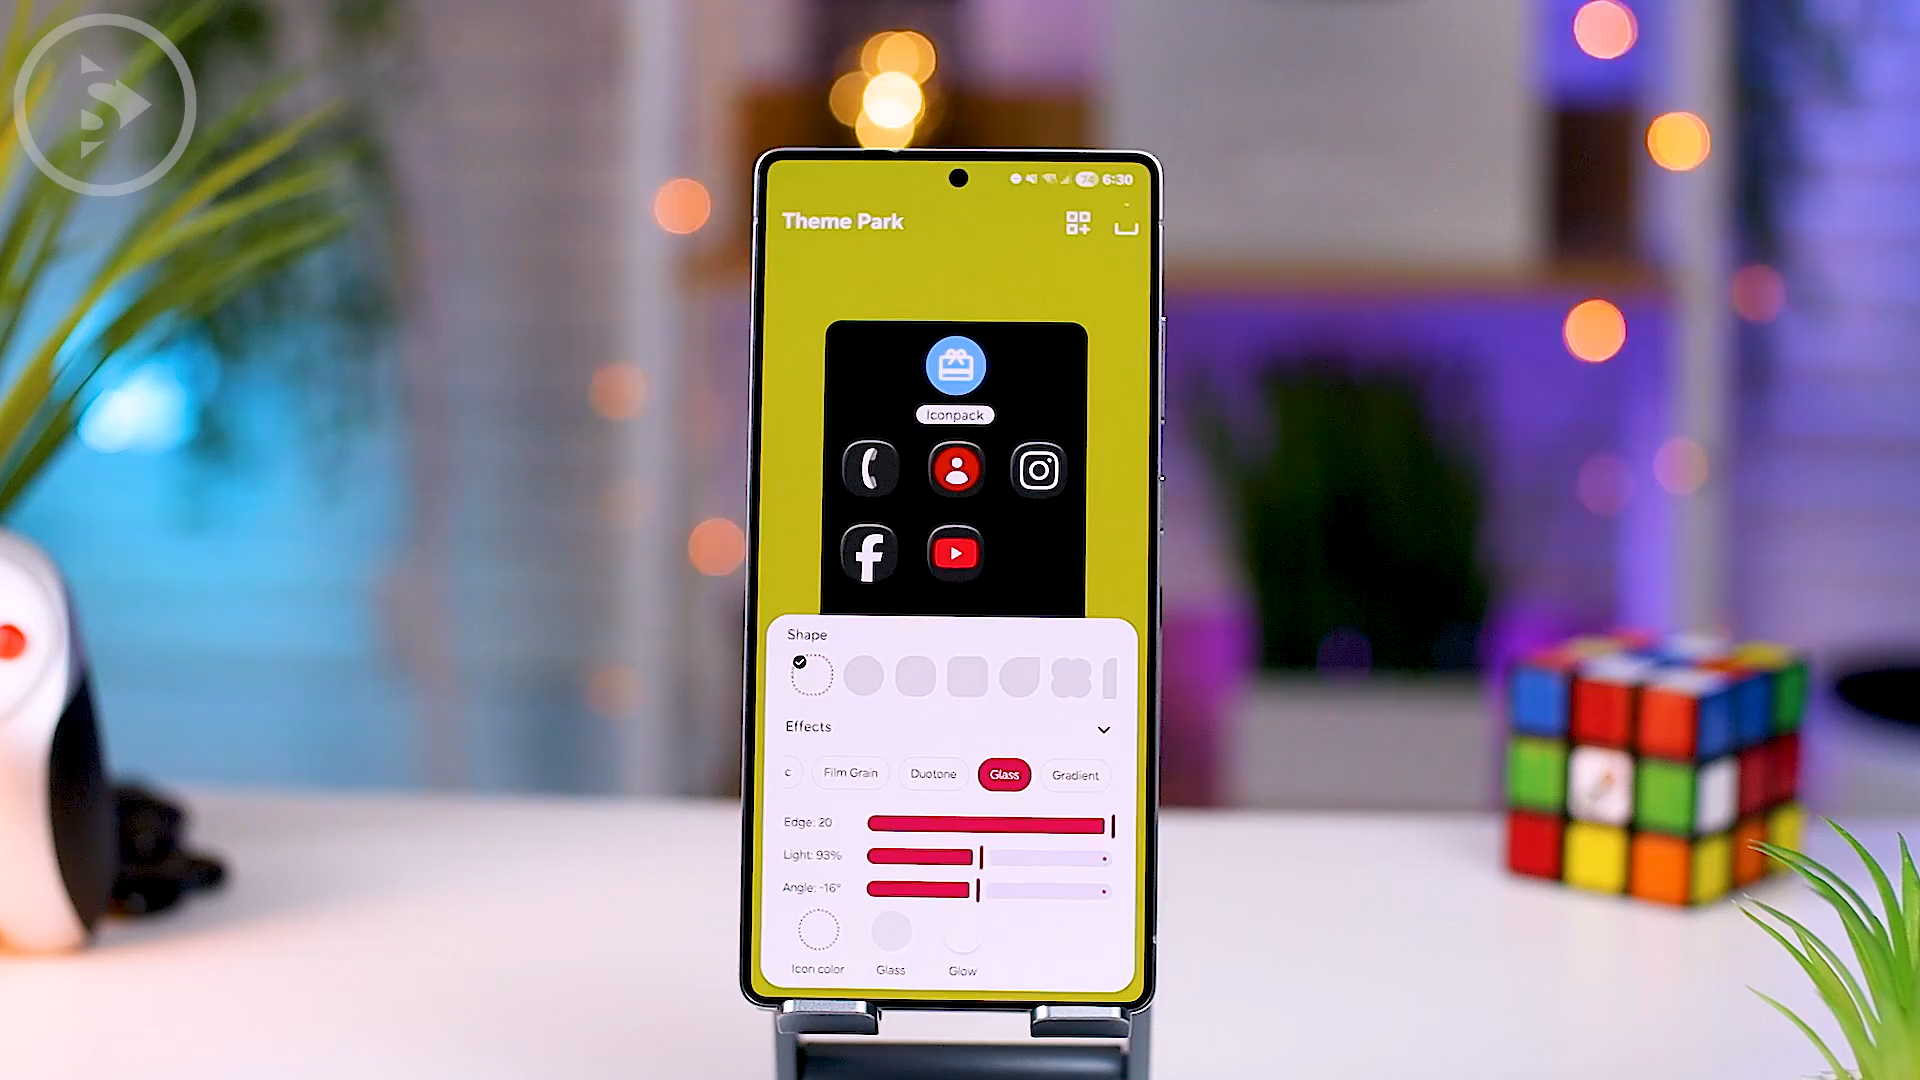 S
74 6:30
Theme Park
Iconpack
Shape
Effects
c Film Grain Duotone Glass Gradient
Edge: 20
Light: 93%
Angle: -16°
Icon color Glass Glow